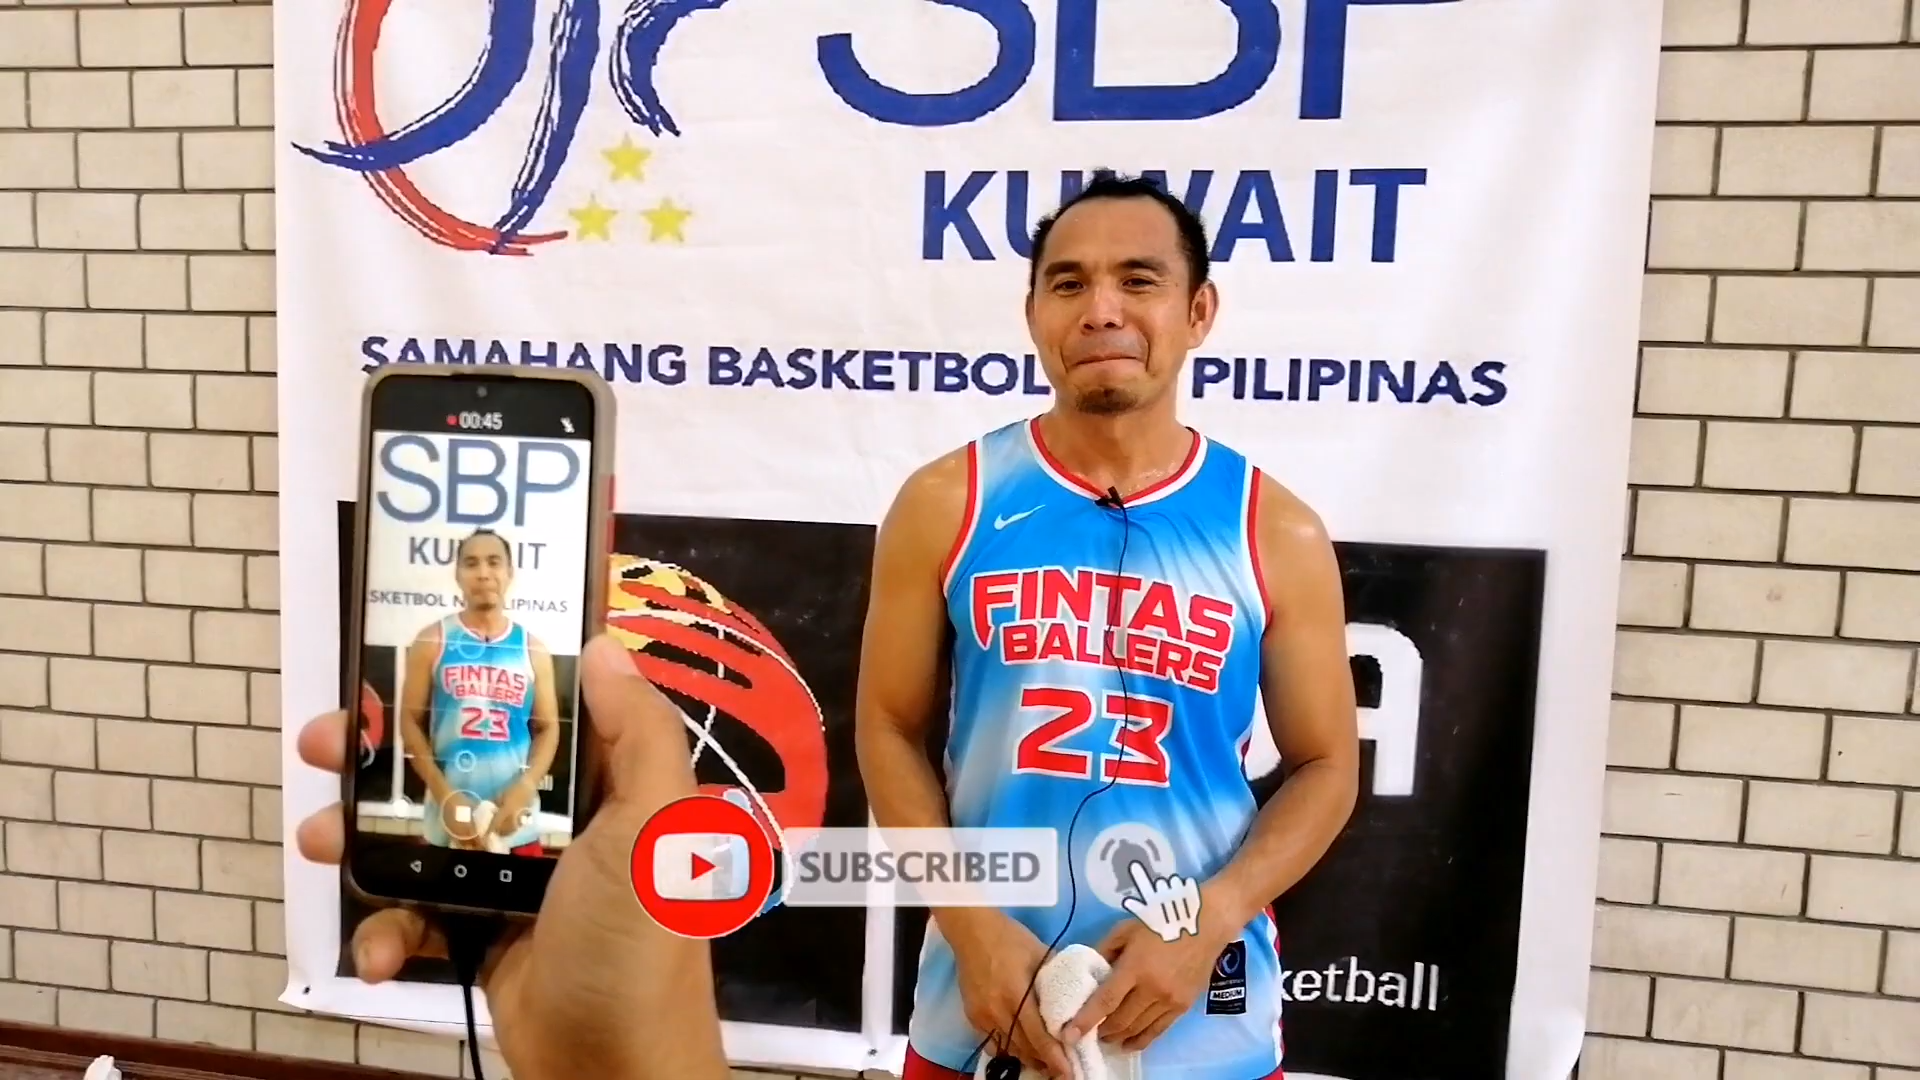 SBP
KUWAIT
SAMAHANG BASKETBOL PILIPINAS
00:45
SBP
KUWAIT
SKETBOL N PILIPINAS
FINTAS
BALLERS
23
FINTAS
BALLERS
23
SUBSCRIBED
MEDIUM
ketball